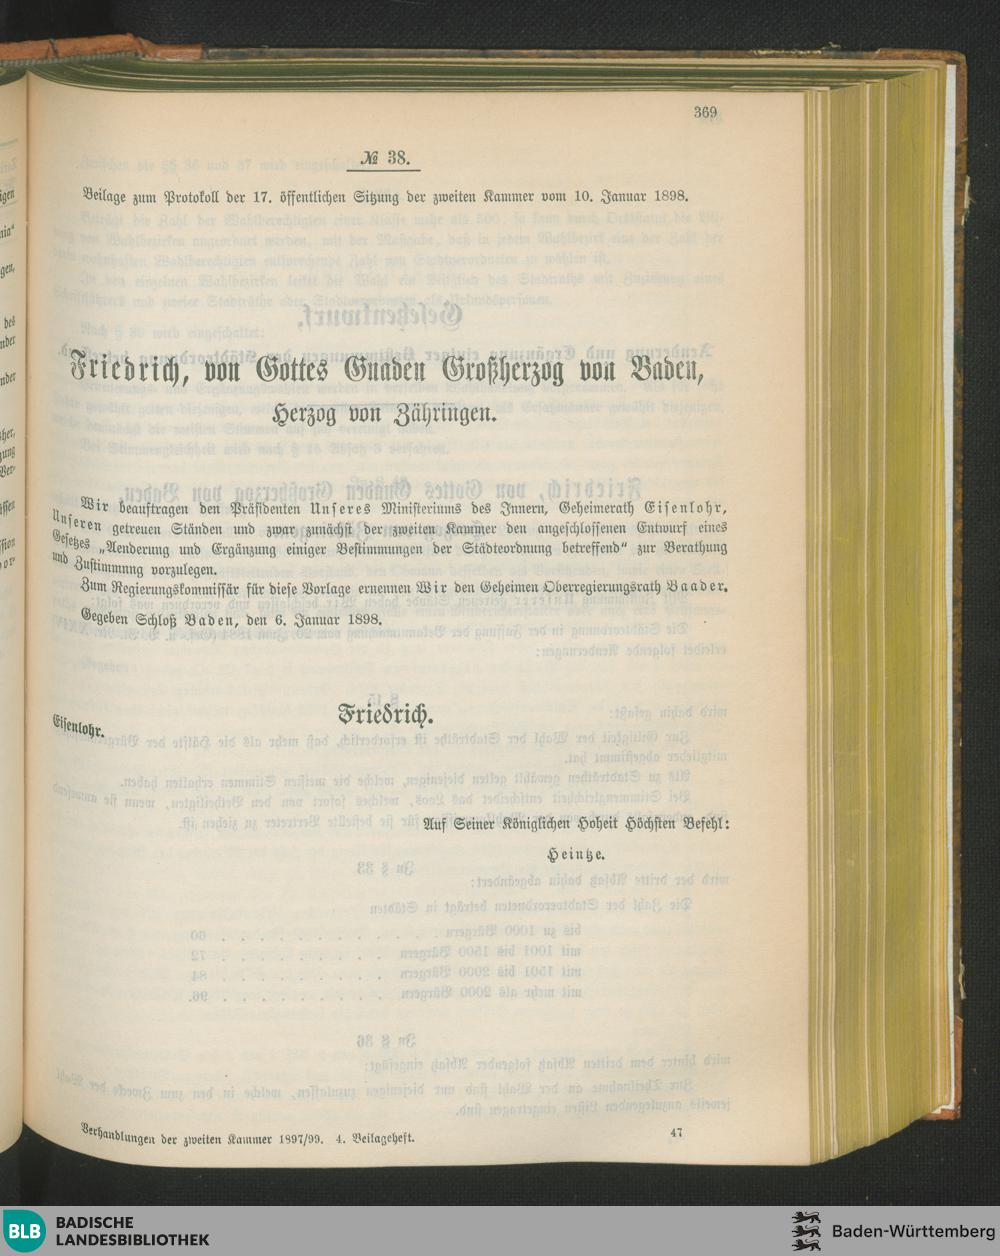 369
№ 38.
Beilage zum Protokoll der 17. öffentlichen Sitzung der zweiten Kammer vom 10. Januar 1898.
Friedrich, von Gottes Gnaden Großherzog von Baden,
Herzog von Zähringen.
Wir beauftragen den Präsidenten Unseres Ministeriums des Innern, Geheimerath Eisenlohr,
Unseren getreuen Ständen und zwar zunächst der zweiten Kammer den angeschlossenen Entwurf eines
Gesetzes „Aenderung und Ergänzung einiger Bestimmungen der Städteordnung betreffend“ zur Berathung
und Zustimmung vorzulegen.
Zum Regierungskommissär für diese Vorlage ernennen Wir den Geheimen Oberregierungsrath Baader.
Gegeben Schloß Baden, den 6. Januar 1898.
Friedrich.
Eisenlohr.
Auf Seiner Königlichen Hoheit Höchsten Befehl:
Heintze.
Verhandlungen der zweiten Kammer 1897/99. 4. Beilageheft.
47
BLB
BADISCHE
LANDESBIBLIOTHEK
Baden-Württemberg